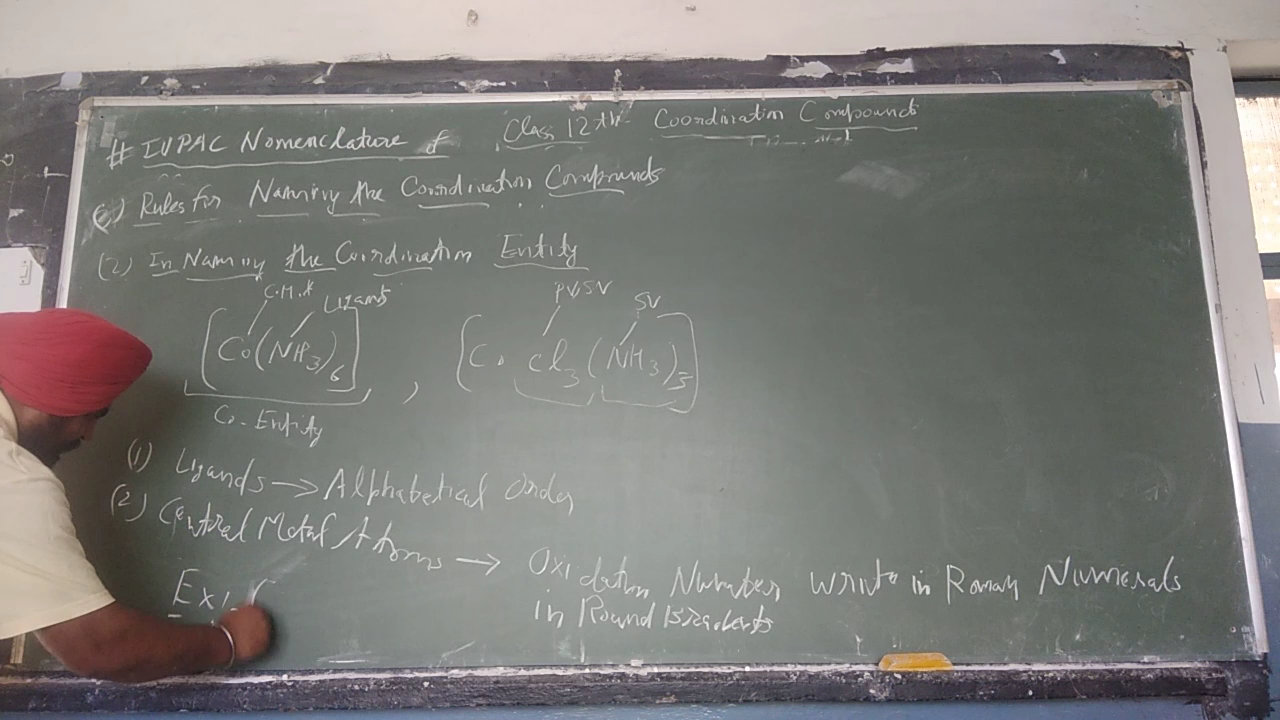 # IUPAC Nomenclature of
Class 12th - Coordination Compounds
(C) Rules for Naming the Coordination Compounds
(2) In Naming the Coordination Entity
C.M.A
Ligands
PV,SV
SV
[Co(NH3)6] , [Co Cl3 (NH3)3]
Co-Entity
(1) Ligands → Alphabetical Order
(2) Central Metal Atoms → Oxidation Number write in Roman Numerals
in Round Brackets
Ex:-